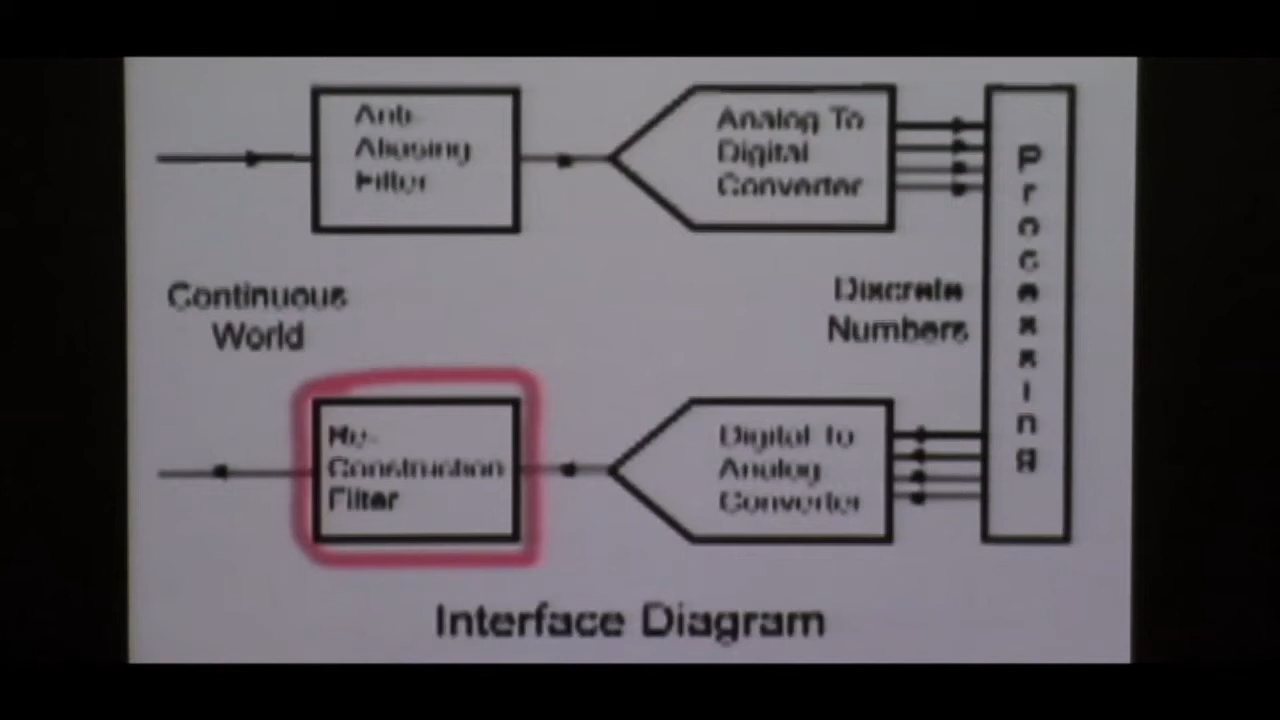 Anti-
Aliasing
Filter
Analog To
Digital
Converter
Processing
Continuous
World
Discrete
Numbers
Re-
Construction
Filter
Digital To
Analog
Converter
Interface Diagram